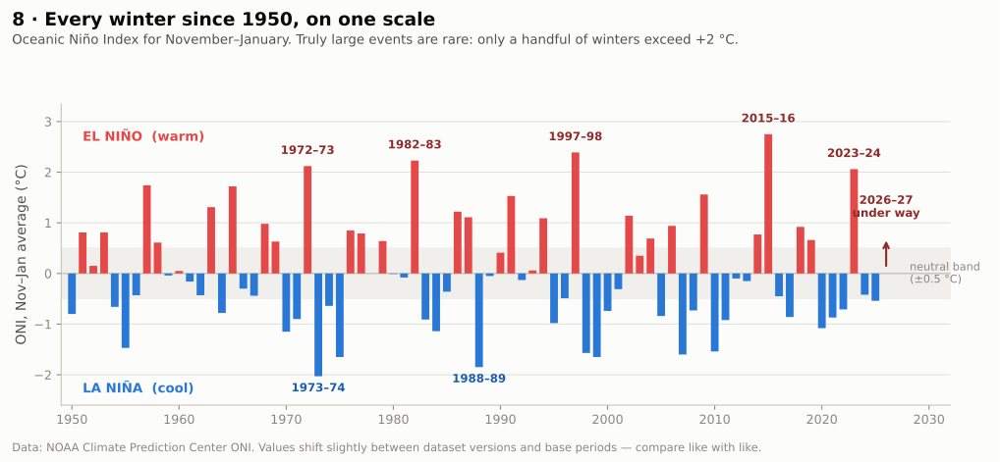 8 · Every winter since 1950, on one scale
Oceanic Niño Index for November–January. Truly large events are rare: only a handful of winters exceed +2 °C.
ONI, Nov–Jan average (°C)
3
2
1
0
−1
−2
EL NIÑO (warm)
1972–73
1982–83
1997–98
2015–16
2023–24
2026–27
under way
neutral band
(±0.5 °C)
LA NIÑA (cool)
1973–74
1988–89
1950
1960
1970
1980
1990
2000
2010
2020
2030
Data: NOAA Climate Prediction Center ONI. Values shift slightly between dataset versions and base periods — compare like with like.